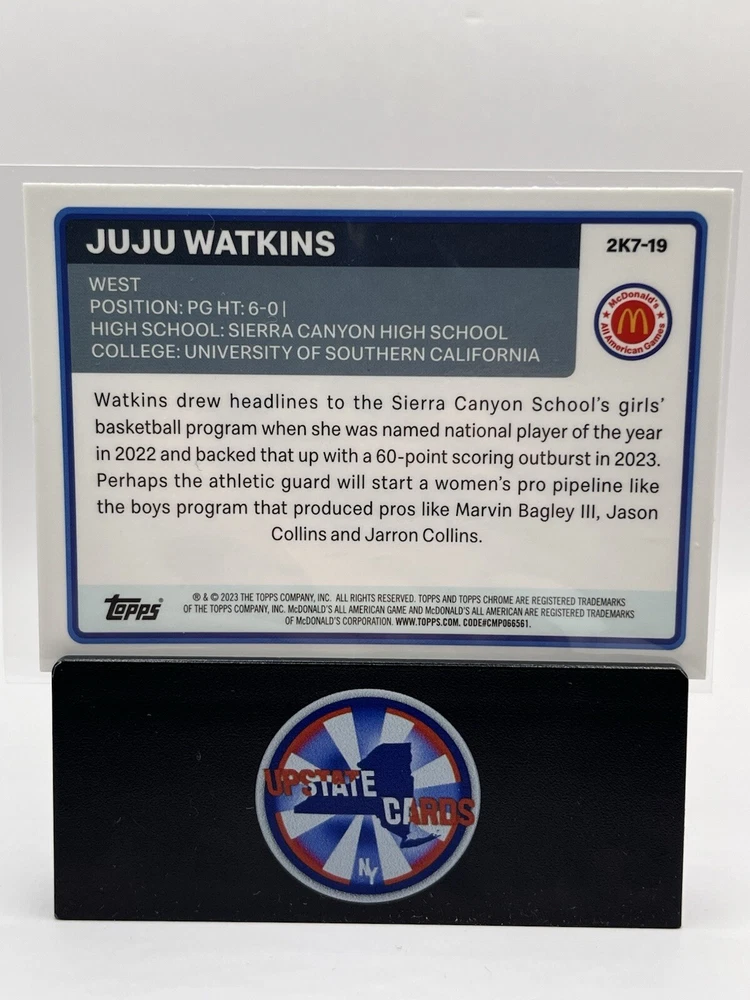 JUJU WATKINS
2K7-19
WEST
POSITION: PG HT: 6-0 |
HIGH SCHOOL: SIERRA CANYON HIGH SCHOOL
COLLEGE: UNIVERSITY OF SOUTHERN CALIFORNIA
McDonald's
All American Games
Watkins drew headlines to the Sierra Canyon School's girls'
basketball program when she was named national player of the year
in 2022 and backed that up with a 60-point scoring outburst in 2023.
Perhaps the athletic guard will start a women's pro pipeline like
the boys program that produced pros like Marvin Bagley III, Jason
Collins and Jarron Collins.
Topps
® & © 2023 THE TOPPS COMPANY, INC. ALL RIGHTS RESERVED. TOPPS AND TOPPS CHROME ARE REGISTERED TRADEMARKS
OF THE TOPPS COMPANY, INC. McDONALD'S ALL AMERICAN GAME AND McDONALD'S ALL AMERICAN ARE REGISTERED TRADEMARKS
OF McDONALD'S CORPORATION. WWW.TOPPS.COM. CODE#CMP066561.
UPSTATE
CARDS
NY